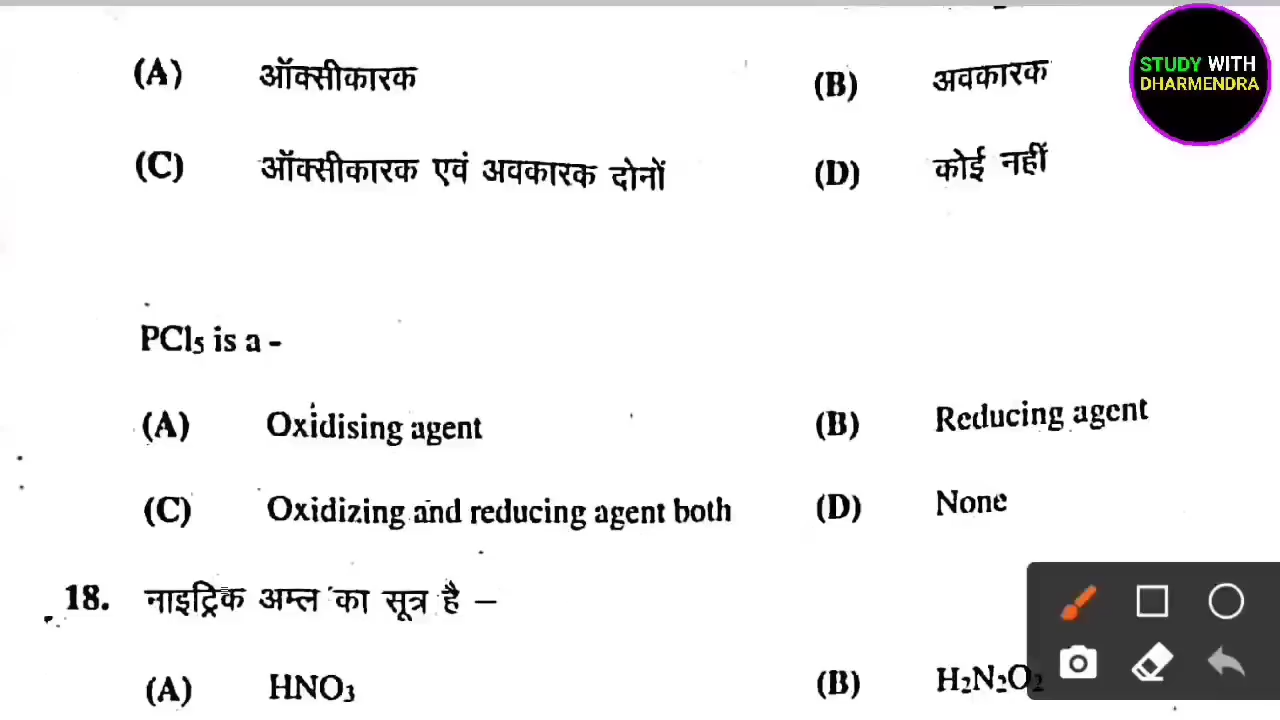 STUDY WITH
DHARMENDRA
(A) ऑक्सीकारक (B) अवकारक
(C) ऑक्सीकारक एवं अवकारक दोनों (D) कोई नहीं
PCl₅ is a -
(A) Oxidising agent (B) Reducing agent
(C) Oxidizing and reducing agent both (D) None
18. नाइट्रिक अम्ल का सूत्र है –
(A) HNO₃ (B) H₂N₂O₂